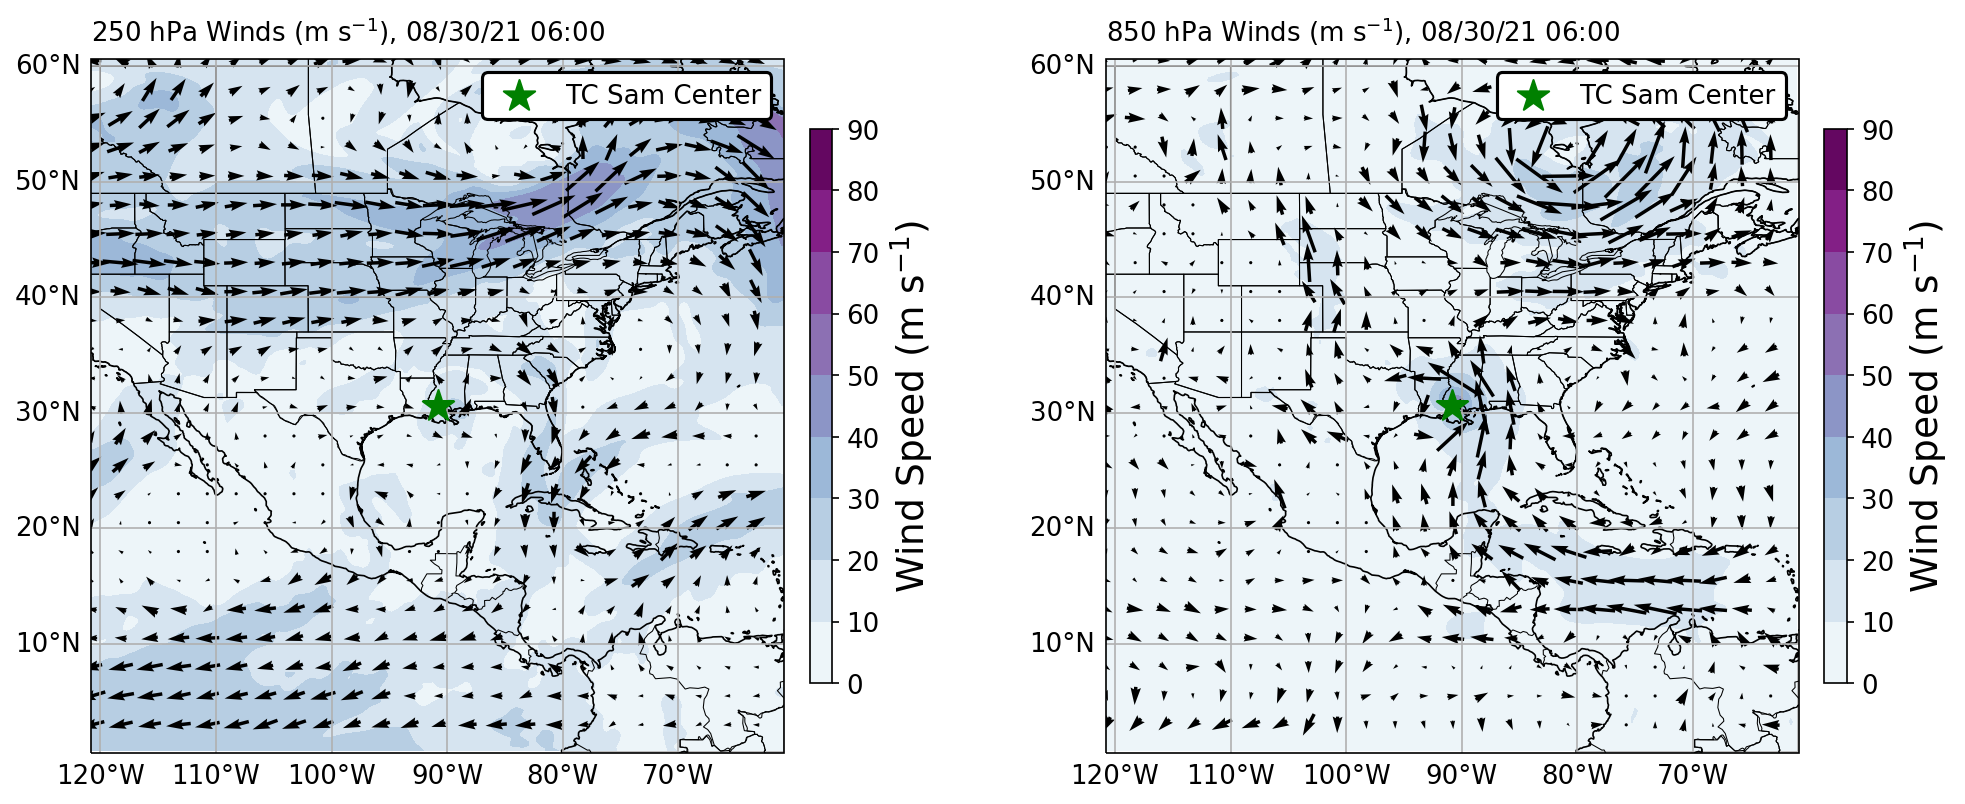 250 hPa Winds (m s⁻¹), 08/30/21 06:00
TC Sam Center
60°N
50°N
40°N
30°N
20°N
10°N
120°W 110°W 100°W 90°W 80°W 70°W
90
80
70
60
50
40
30
20
10
0
Wind Speed (m s⁻¹)
850 hPa Winds (m s⁻¹), 08/30/21 06:00
TC Sam Center
60°N
50°N
40°N
30°N
20°N
10°N
120°W 110°W 100°W 90°W 80°W 70°W
90
80
70
60
50
40
30
20
10
0
Wind Speed (m s⁻¹)